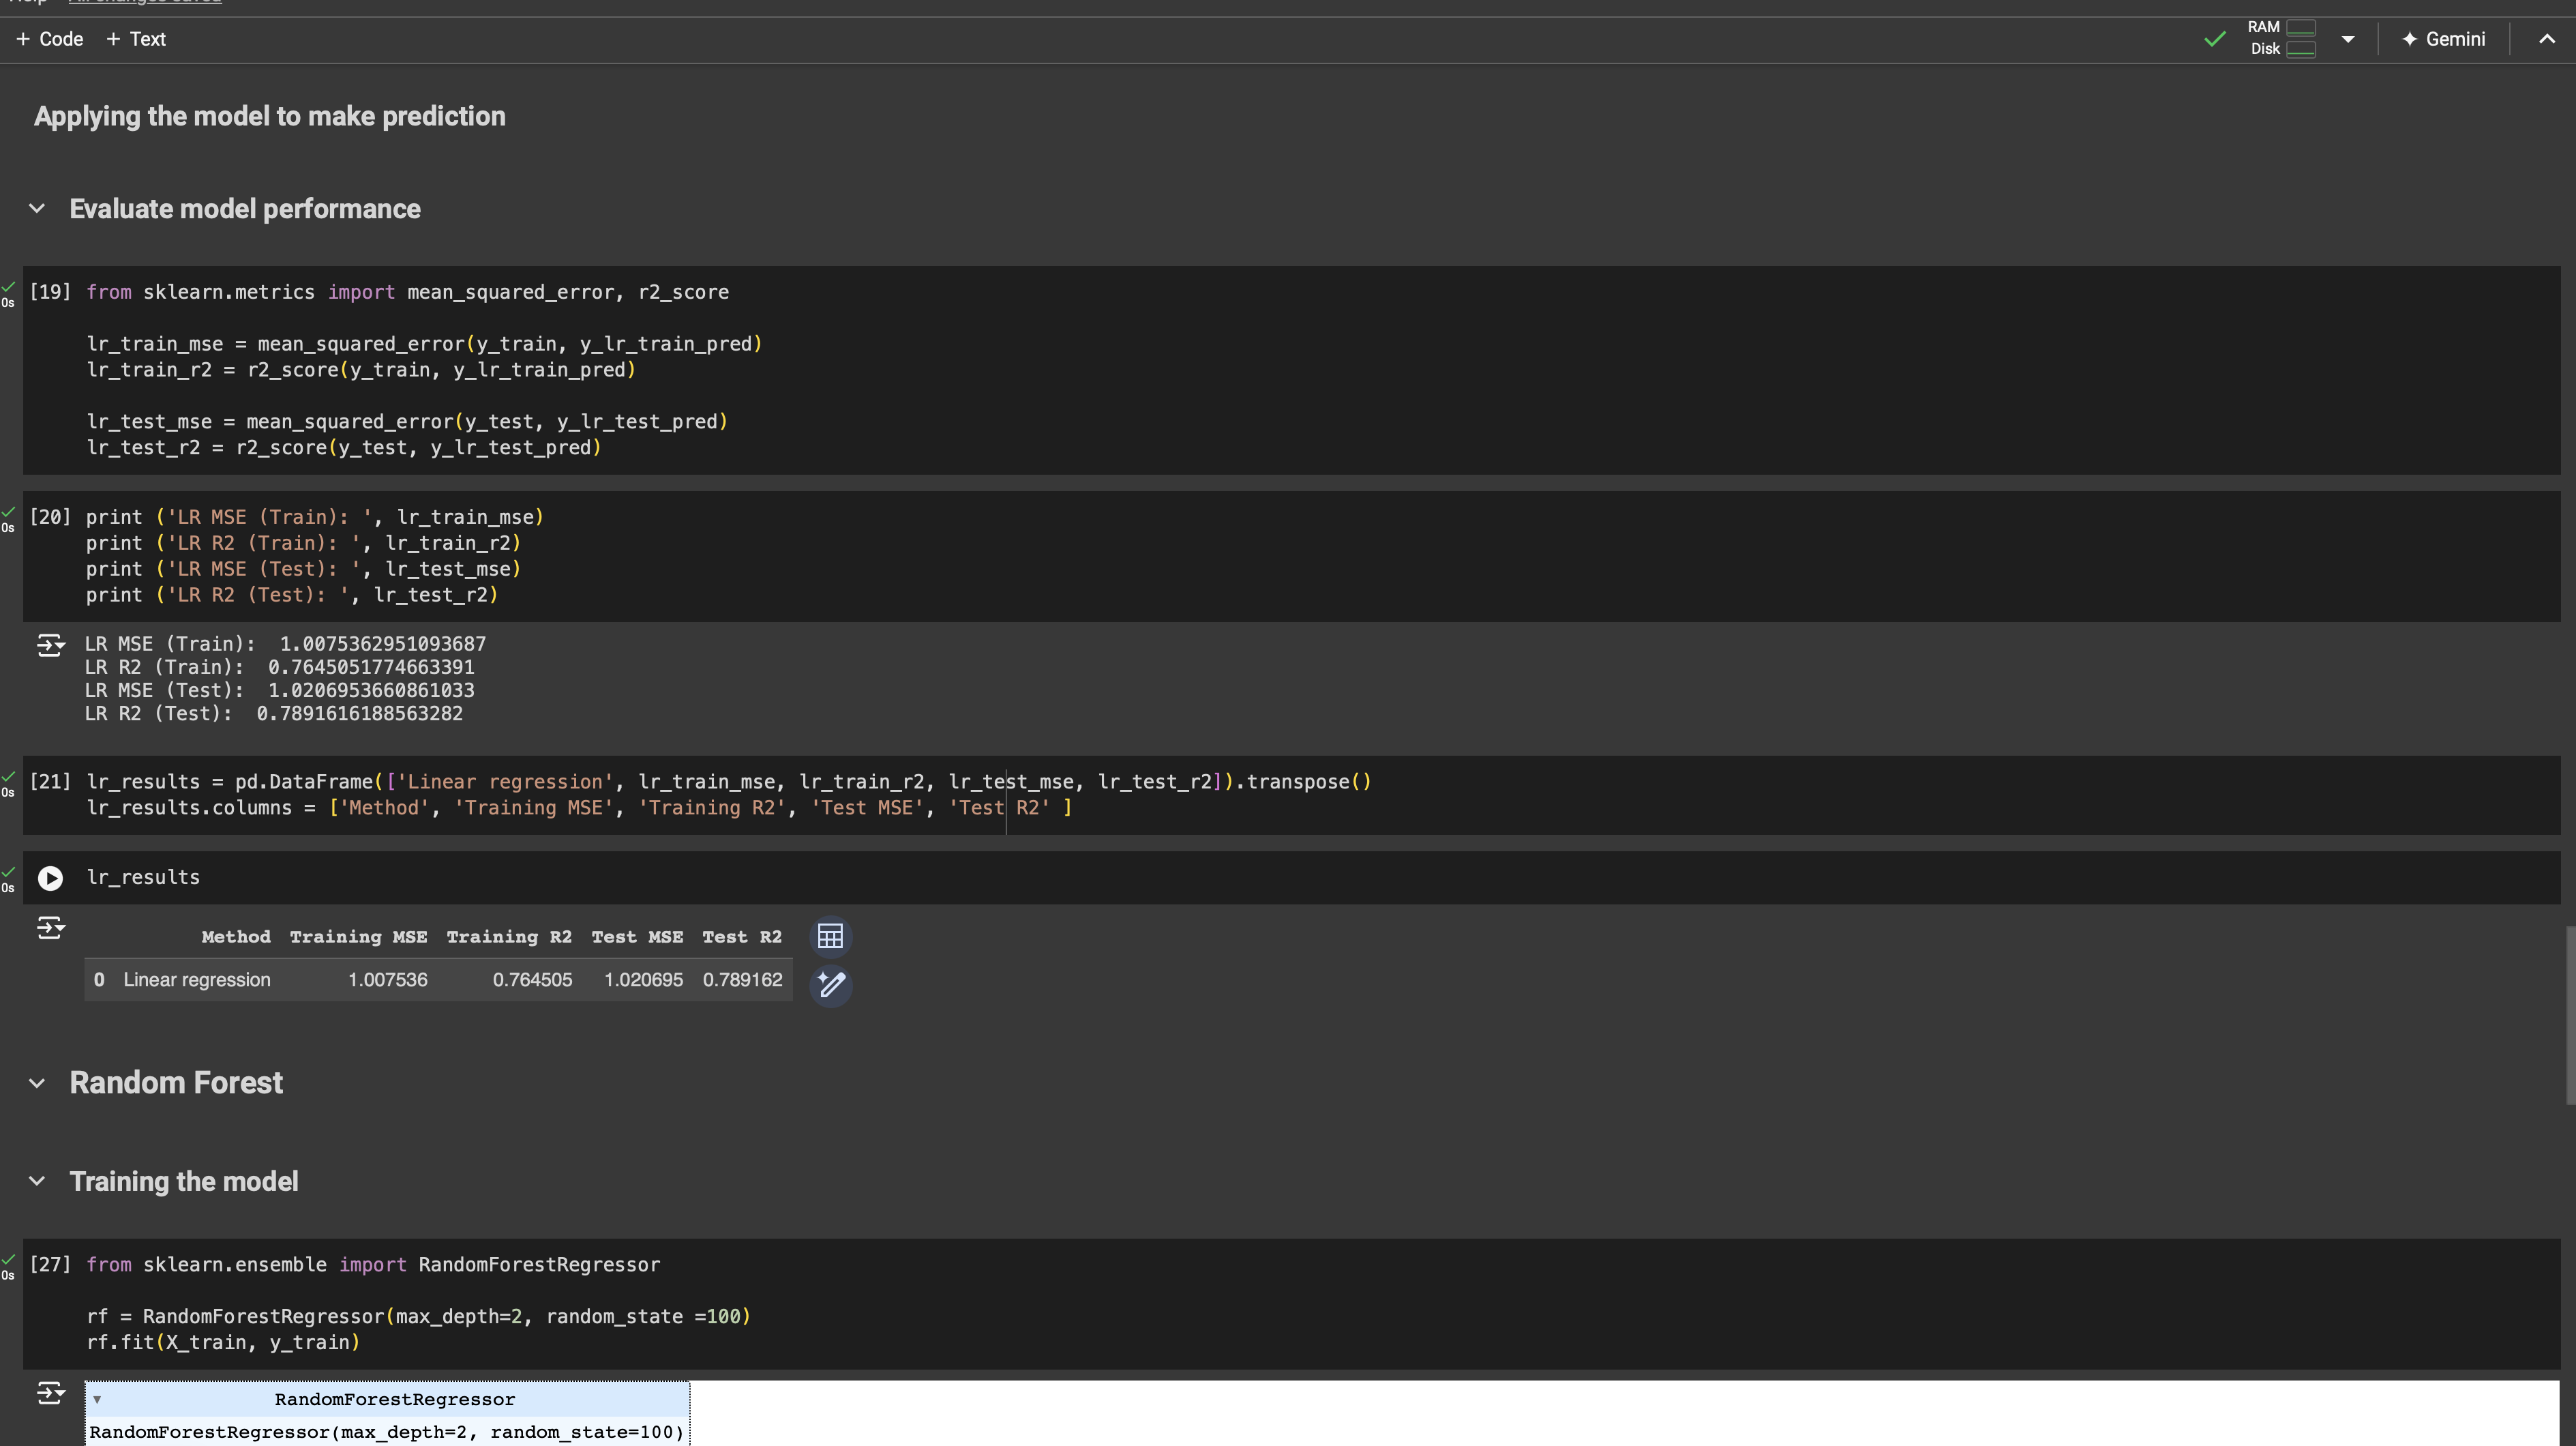 Help All changes saved
+ Code + Text
RAM
Disk
Gemini
Applying the model to make prediction
Evaluate model performance
0s
[19] from sklearn.metrics import mean_squared_error, r2_score
lr_train_mse = mean_squared_error(y_train, y_lr_train_pred)
lr_train_r2 = r2_score(y_train, y_lr_train_pred)
lr_test_mse = mean_squared_error(y_test, y_lr_test_pred)
lr_test_r2 = r2_score(y_test, y_lr_test_pred)
0s
[20] print ('LR MSE (Train): ', lr_train_mse)
print ('LR R2 (Train): ', lr_train_r2)
print ('LR MSE (Test): ', lr_test_mse)
print ('LR R2 (Test): ', lr_test_r2)
LR MSE (Train):  1.0075362951093687
LR R2 (Train):  0.7645051774663391
LR MSE (Test):  1.0206953660861033
LR R2 (Test):  0.7891616188563282
0s
[21] lr_results = pd.DataFrame(['Linear regression', lr_train_mse, lr_train_r2, lr_test_mse, lr_test_r2]).transpose()
lr_results.columns = ['Method', 'Training MSE', 'Training R2', 'Test MSE', 'Test R2' ]
0s
lr_results
Method Training MSE Training R2 Test MSE Test R2
0 Linear regression 1.007536 0.764505 1.020695 0.789162
Random Forest
Training the model
0s
[27] from sklearn.ensemble import RandomForestRegressor
rf = RandomForestRegressor(max_depth=2, random_state =100)
rf.fit(X_train, y_train)
RandomForestRegressor
RandomForestRegressor(max_depth=2, random_state=100)